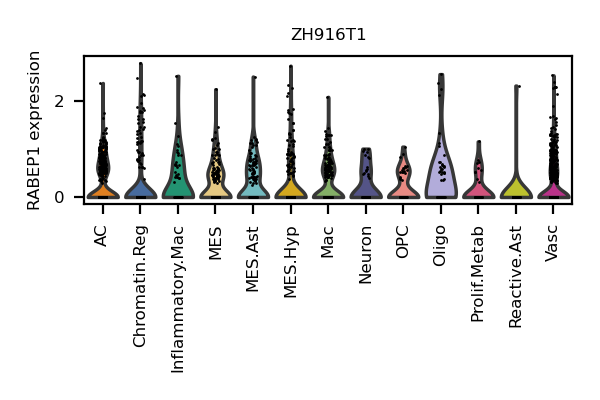 ZH916T1
RABEP1 expression
2
0
AC
Chromatin.Reg
Inflammatory.Mac
MES
MES.Ast
MES.Hyp
Mac
Neuron
OPC
Oligo
Prolif.Metab
Reactive.Ast
Vasc